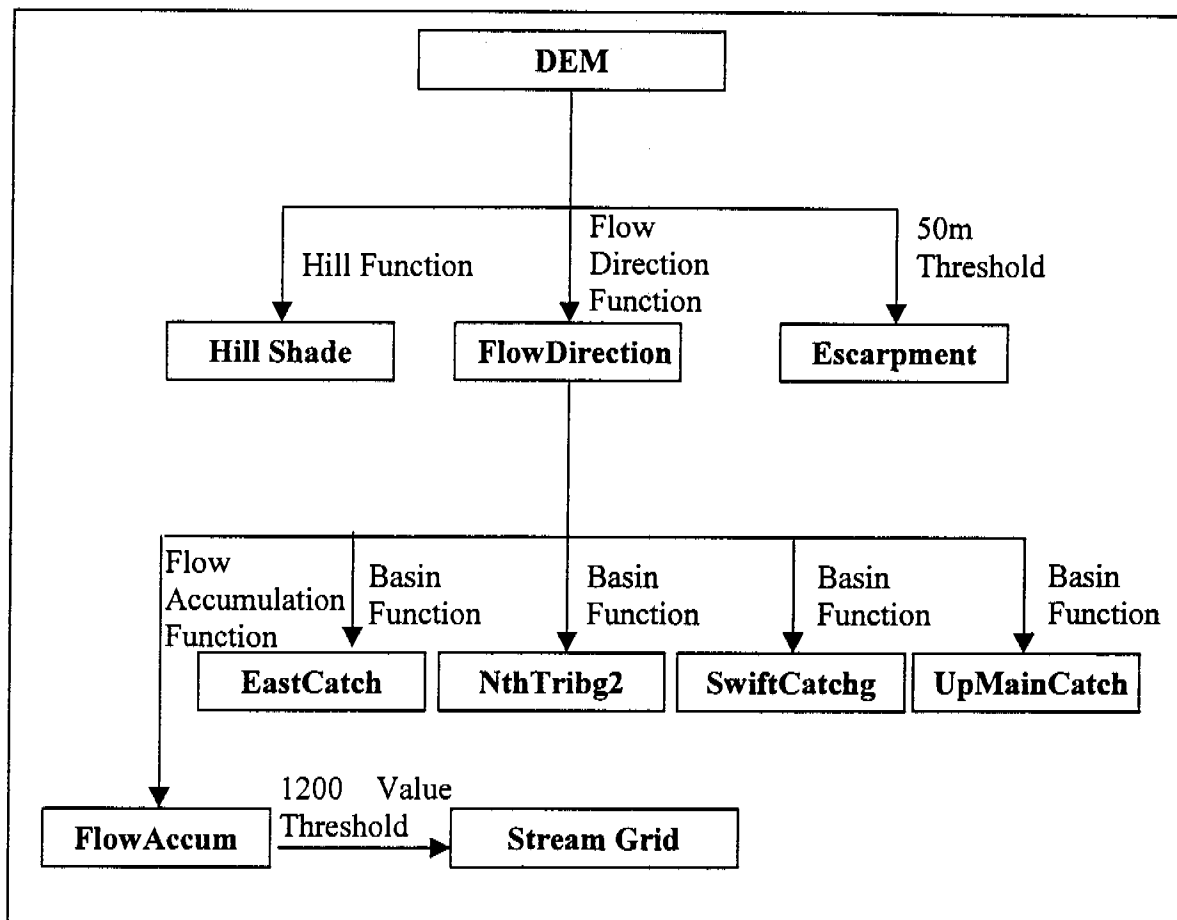 DEM
Hill Function
Flow
Direction
Function
50m
Threshold
Hill Shade
FlowDirection
Escarpment
Flow
Accumulation
Function
Basin
Function
Basin
Function
Basin
Function
Basin
Function
EastCatch
NthTribg2
SwiftCatchg
UpMainCatch
1200 Value
Threshold
FlowAccum
Stream Grid